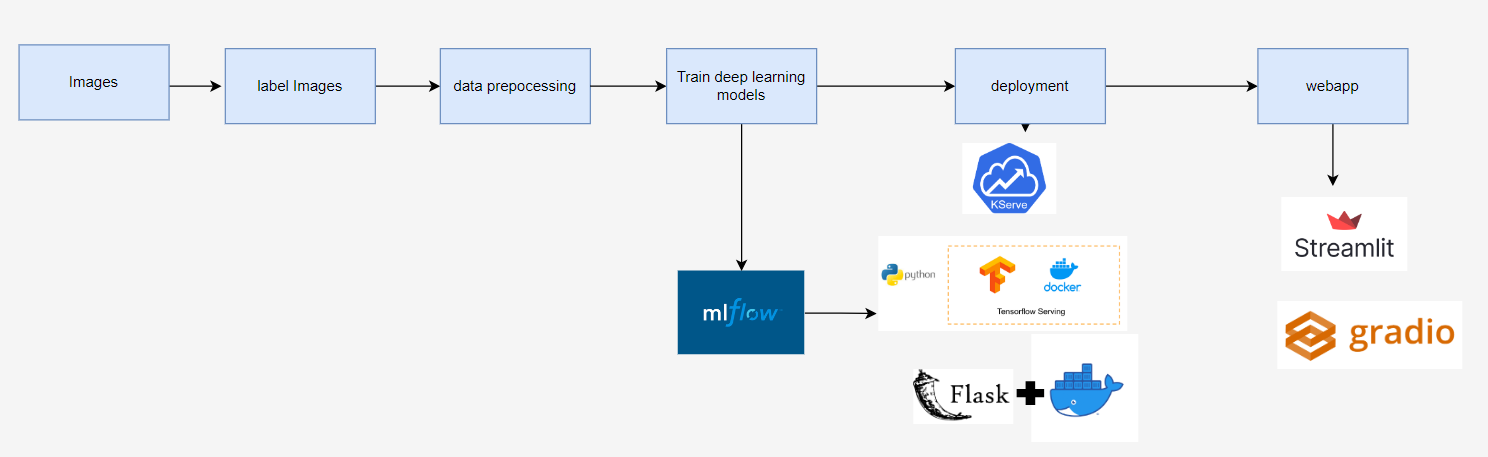 Images
label Images
data prepocessing
Train deep learning
models
deployment
webapp
KServe
Streamlit
python
docker
Tensorflow Serving
mlflow
gradio
Flask